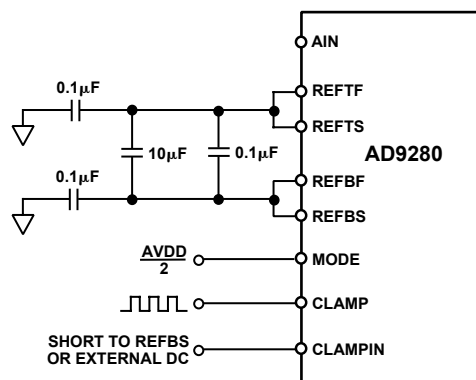 AIN
0.1μF
REFTF
REFTS
10μF
0.1μF
AD9280
0.1μF
REFBF
REFBS
AVDD
2
MODE
CLAMP
SHORT TO REFBS
OR EXTERNAL DC
CLAMPIN